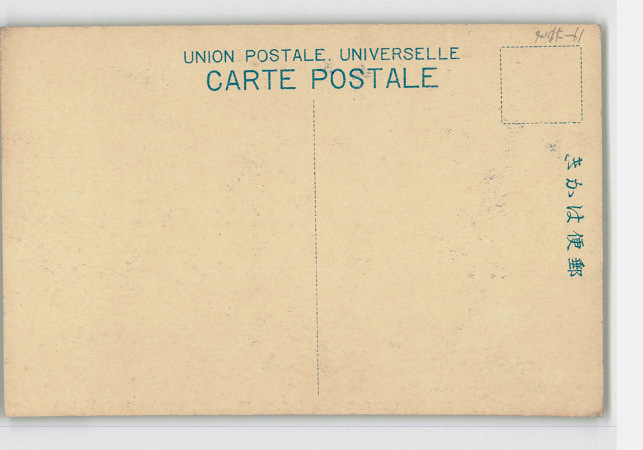 UNION POSTALE UNIVERSELLE
CARTE POSTALE
きかは便郵